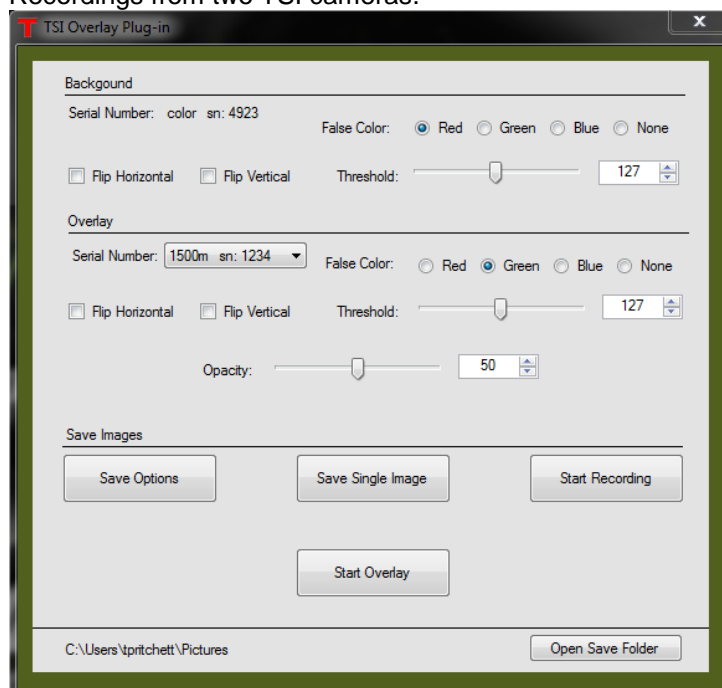 Recordings from two TSI cameras.
TSI Overlay Plug-in x
Backgound
Serial Number: color sn: 4923
False Color: Red Green Blue None
Flip Horizontal Flip Vertical Threshold: 127
Overlay
Serial Number: 1500m sn: 1234 False Color: Red Green Blue None
Flip Horizontal Flip Vertical Threshold: 127
Opacity: 50
Save Images
Save Options Save Single Image Start Recording
Start Overlay
C:\Users\tpritchett\Pictures Open Save Folder